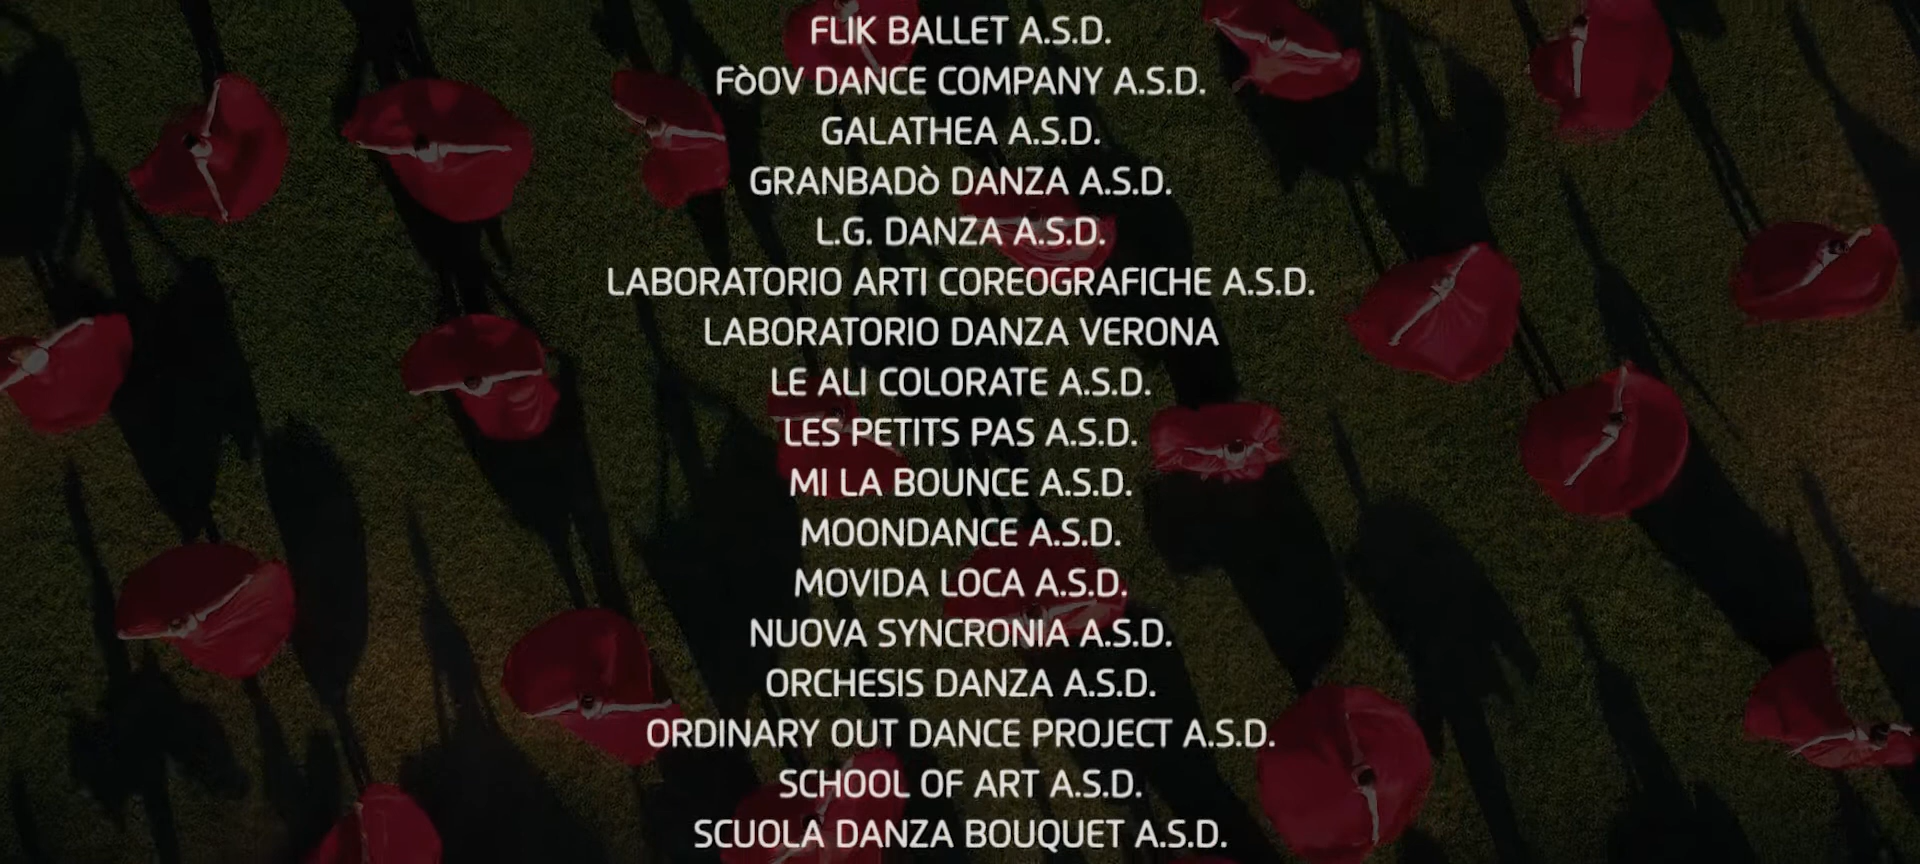 FLIK BALLET A.S.D.
FòOV DANCE COMPANY A.S.D.
GALATHEA A.S.D.
GRANBADò DANZA A.S.D.
L.G. DANZA A.S.D.
LABORATORIO ARTI COREOGRAFICHE A.S.D.
LABORATORIO DANZA VERONA
LE ALI COLORATE A.S.D.
LES PETITS PAS A.S.D.
MI LA BOUNCE A.S.D.
MOONDANCE A.S.D.
MOVIDA LOCA A.S.D.
NUOVA SYNCRONIA A.S.D.
ORCHESIS DANZA A.S.D.
ORDINARY OUT DANCE PROJECT A.S.D.
SCHOOL OF ART A.S.D.
SCUOLA DANZA BOUQUET A.S.D.